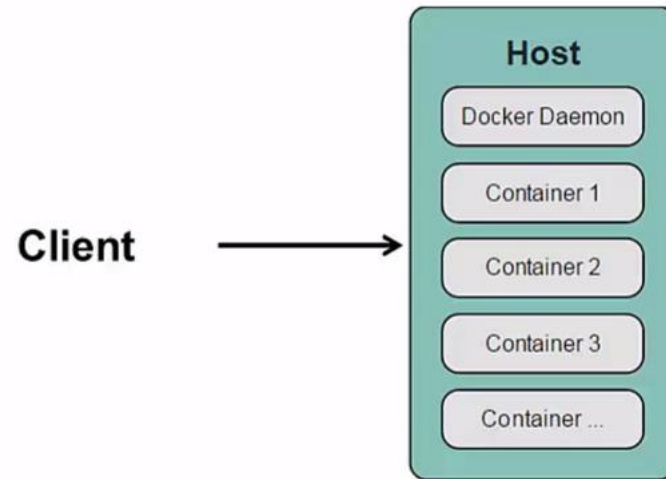 Host
Docker Daemon
Container 1
Client
Container 2
Container 3
Container ...